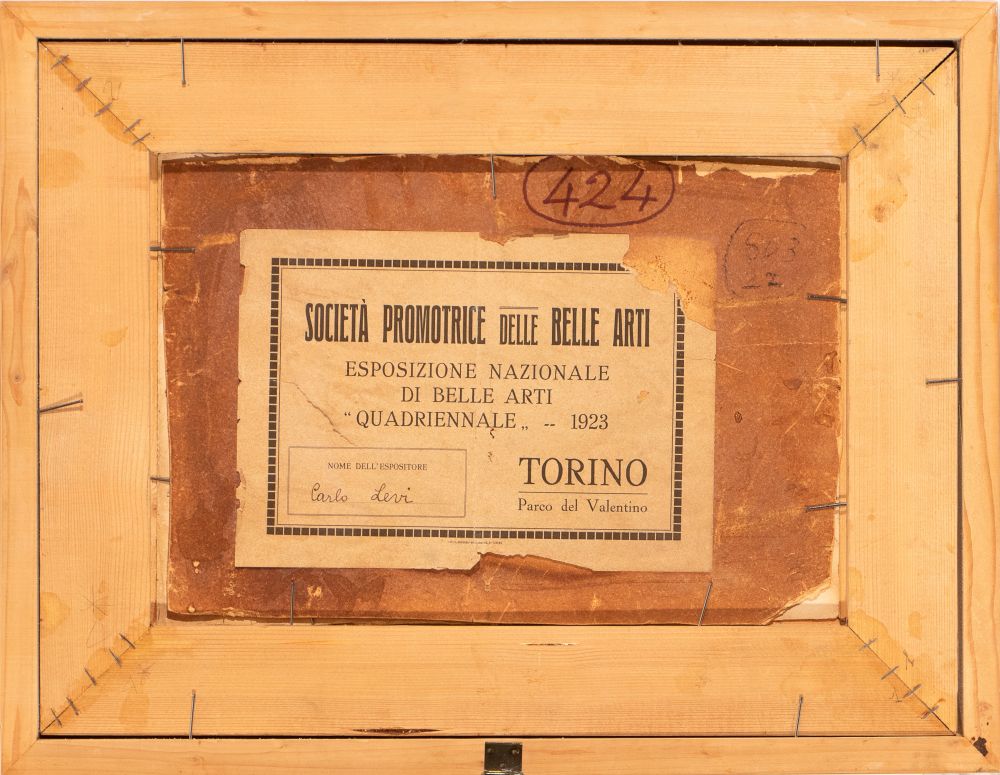 424
SOCIETÀ PROMOTRICE DELLE BELLE ARTI
ESPOSIZIONE NAZIONALE
DI BELLE ARTI
“QUADRIENNALE„ -- 1923
NOME DELL'ESPOSITORE
Carlo Levi
TORINO
Parco del Valentino